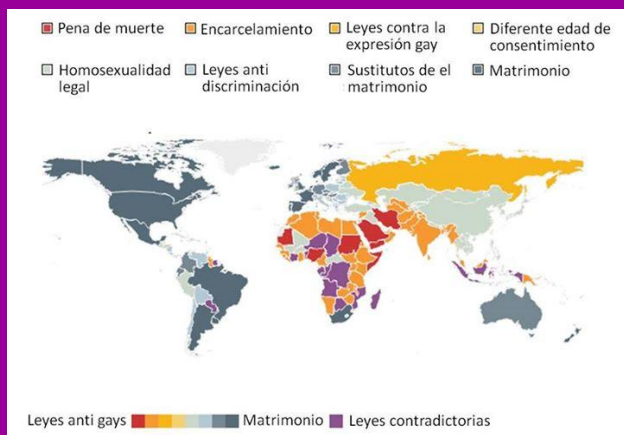 Pena de muerte
Encarcelamiento
Leyes contra la
expresión gay
Diferente edad de
consentimiento
Homosexualidad
legal
Leyes anti
discriminación
Sustitutos de el
matrimonio
Matrimonio
Leyes anti gays
Matrimonio
Leyes contradictorias